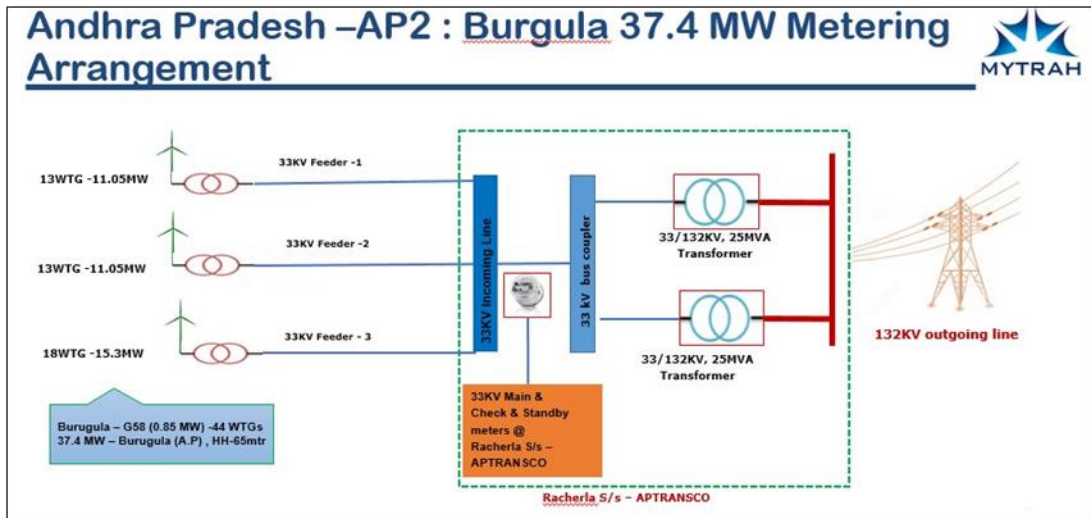 Andhra Pradesh –AP2 : Burgula 37.4 MW Metering
Arrangement
MYTRAH
13WTG -11.05MW
33KV Feeder -1
13WTG -11.05MW
33KV Feeder -2
18WTG -15.3MW
33KV Feeder - 3
33KV Incoming Line
33 kV bus coupler
33/132KV, 25MVA
Transformer
33/132KV, 25MVA
Transformer
132KV outgoing line
Burugula – G58 (0.85 MW) -44 WTGs
37.4 MW – Burugula (A.P) , HH-65mtr
33KV Main &
Check & Standby
meters @
Racherla S/s –
APTRANSCO
Racherla S/s – APTRANSCO